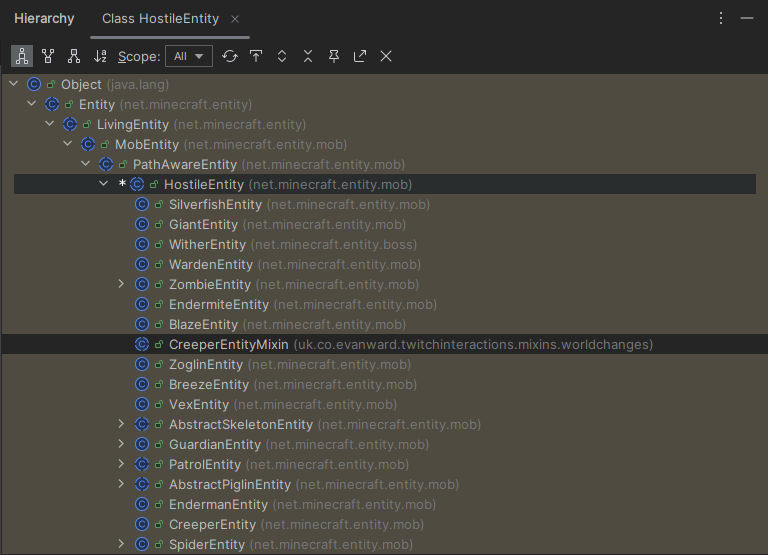 Hierarchy Class HostileEntity
Scope: All
Object (java.lang)
Entity (net.minecraft.entity)
LivingEntity (net.minecraft.entity)
MobEntity (net.minecraft.entity.mob)
PathAwareEntity (net.minecraft.entity.mob)
* HostileEntity (net.minecraft.entity.mob)
SilverfishEntity (net.minecraft.entity.mob)
GiantEntity (net.minecraft.entity.mob)
WitherEntity (net.minecraft.entity.boss)
WardenEntity (net.minecraft.entity.mob)
ZombieEntity (net.minecraft.entity.mob)
EndermiteEntity (net.minecraft.entity.mob)
BlazeEntity (net.minecraft.entity.mob)
CreeperEntityMixin (uk.co.evanward.twitchinteractions.mixins.worldchanges)
ZoglinEntity (net.minecraft.entity.mob)
BreezeEntity (net.minecraft.entity.mob)
VexEntity (net.minecraft.entity.mob)
AbstractSkeletonEntity (net.minecraft.entity.mob)
GuardianEntity (net.minecraft.entity.mob)
PatrolEntity (net.minecraft.entity.mob)
AbstractPiglinEntity (net.minecraft.entity.mob)
EndermanEntity (net.minecraft.entity.mob)
CreeperEntity (net.minecraft.entity.mob)
SpiderEntity (net.minecraft.entity.mob)